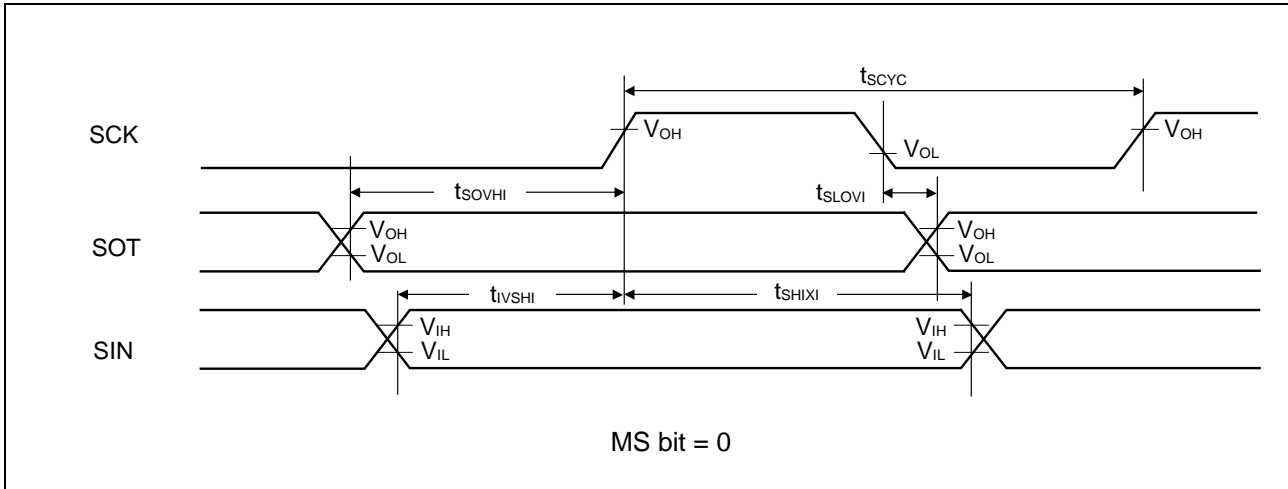 tSCYC
SCK
VOH
VOL
VOH
tSOVHI
tSLOVI
SOT
VOH
VOL
VOH
VOL
tIVSHI
tSHIXI
SIN
VIH
VIL
VIH
VIL
MS bit = 0